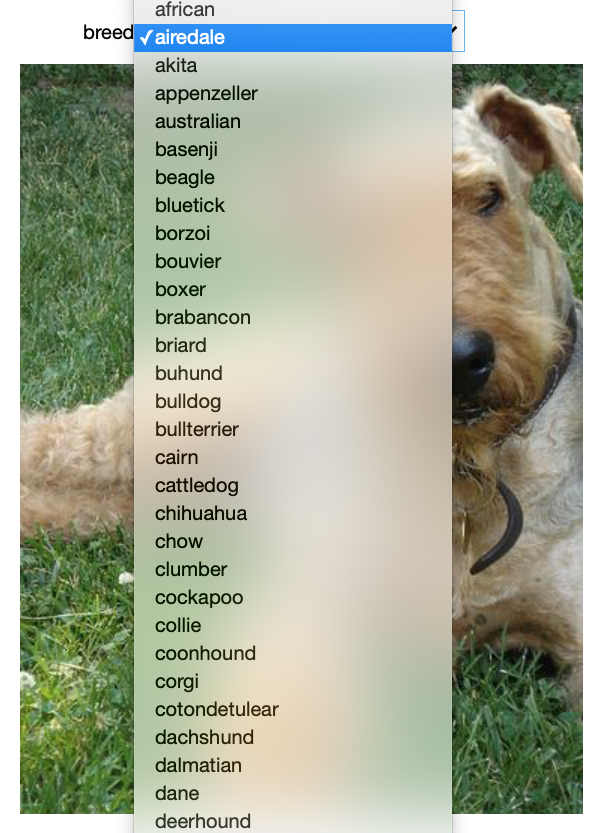 african
breed
✓airedale
akita
appenzeller
australian
basenji
beagle
bluetick
borzoi
bouvier
boxer
brabancon
briard
buhund
bulldog
bullterrier
cairn
cattledog
chihuahua
chow
clumber
cockapoo
collie
coonhound
corgi
cotondetulear
dachshund
dalmatian
dane
deerhound